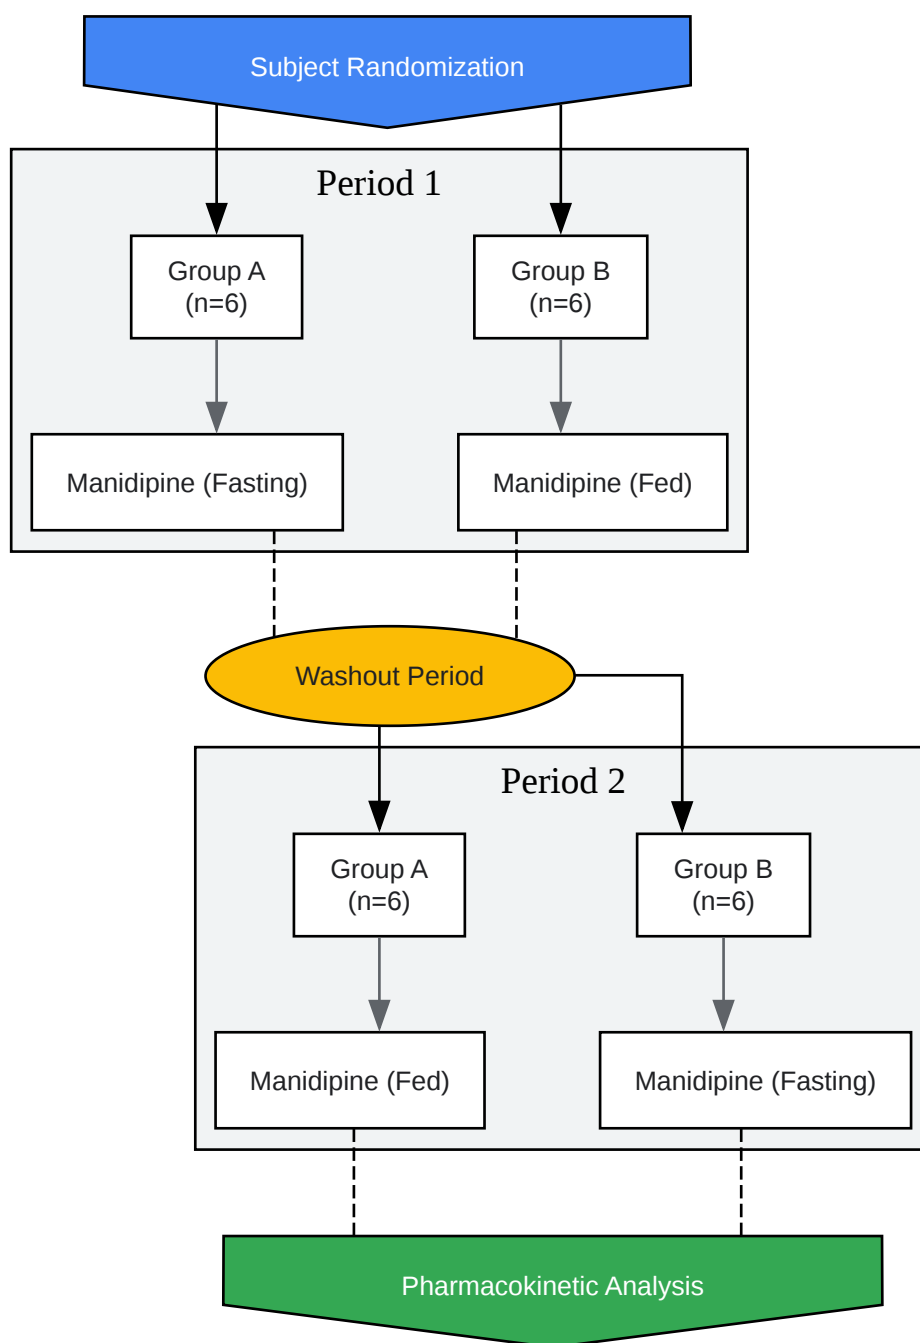 Subject Randomization
Period 1
Group A
(n=6)
Group B
(n=6)
Manidipine (Fasting)
Manidipine (Fed)
Washout Period
Period 2
Group A
(n=6)
Group B
(n=6)
Manidipine (Fed)
Manidipine (Fasting)
Pharmacokinetic Analysis